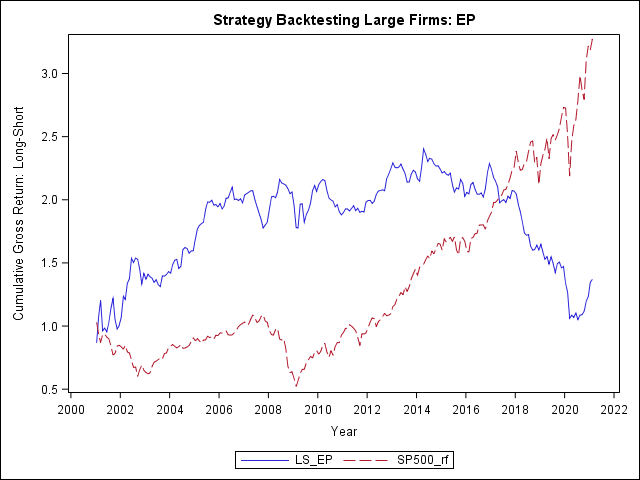 Strategy Backtesting Large Firms: EP
Cumulative Gross Return: Long-Short
3.0
2.5
2.0
1.5
1.0
0.5
2000 2002 2004 2006 2008 2010 2012 2014 2016 2018 2020 2022
Year
LS_EP SP500_rf